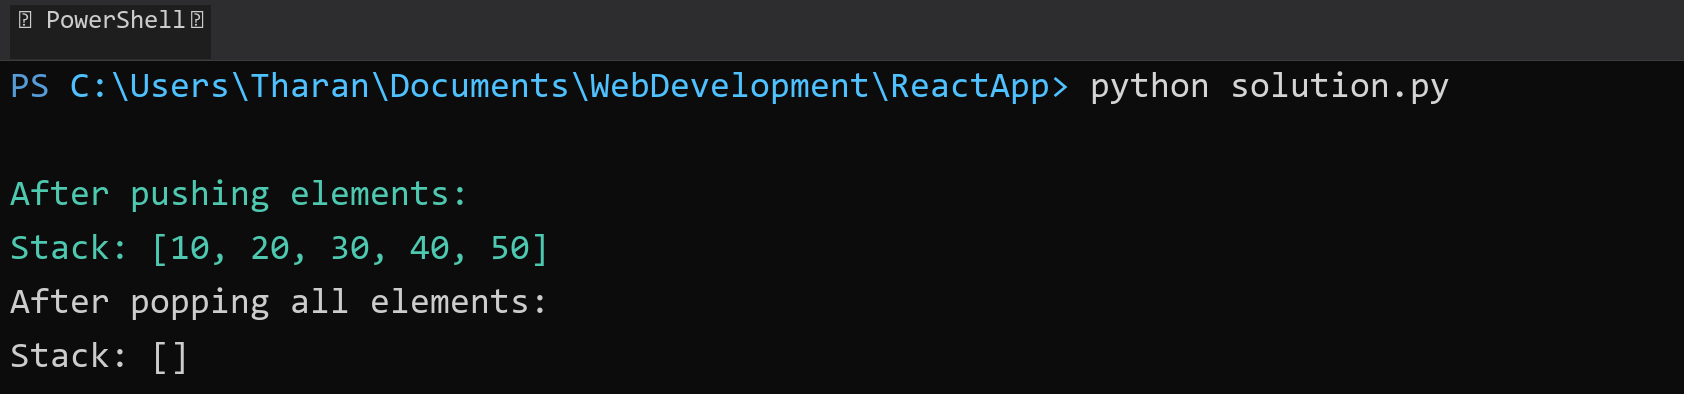 PowerShell
PS C:\Users\Tharan\Documents\WebDevelopment\ReactApp> python solution.py
After pushing elements:
Stack: [10, 20, 30, 40, 50]
After popping all elements:
Stack: []